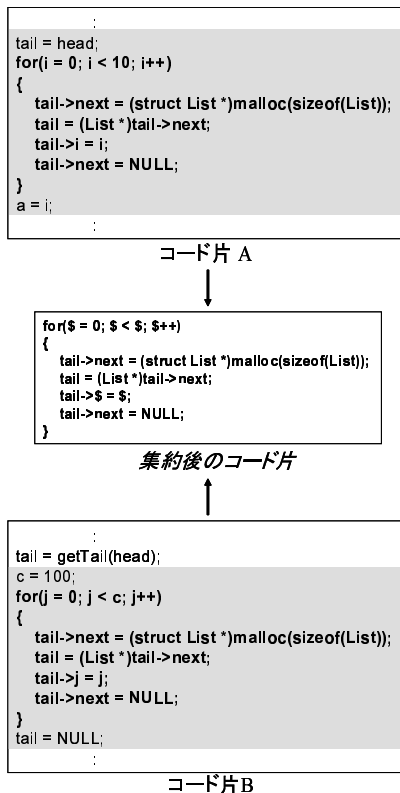 :
tail = head;
for(i = 0; i < 10; i++)
{
tail->next = (struct List *)malloc(sizeof(List));
tail = (List *)tail->next;
tail->i = i;
tail->next = NULL;
}
a = i;
:
コード片 A
for($ = 0; $ < $; $++)
{
tail->next = (struct List *)malloc(sizeof(List));
tail = (List *)tail->next;
tail->$ = $;
tail->next = NULL;
}
集約後のコード片
:
tail = getTail(head);
c = 100;
for(j = 0; j < c; j++)
{
tail->next = (struct List *)malloc(sizeof(List));
tail = (List *)tail->next;
tail->j = j;
tail->next = NULL;
}
tail = NULL;
:
コード片B